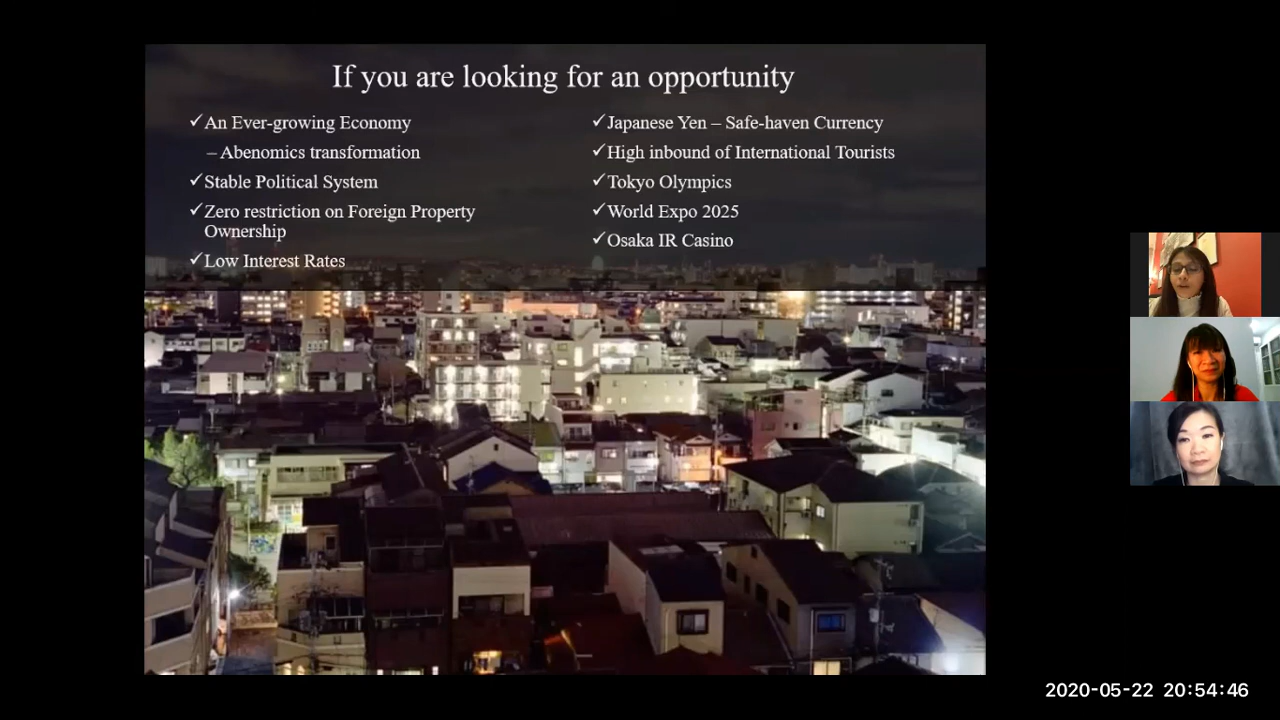 If you are looking for an opportunity
✓An Ever-growing Economy
– Abenomics transformation
✓Stable Political System
✓Zero restriction on Foreign Property
Ownership
✓Low Interest Rates
✓Japanese Yen – Safe-haven Currency
✓High inbound of International Tourists
✓Tokyo Olympics
✓World Expo 2025
✓Osaka IR Casino
2020-05-22 20:54:46